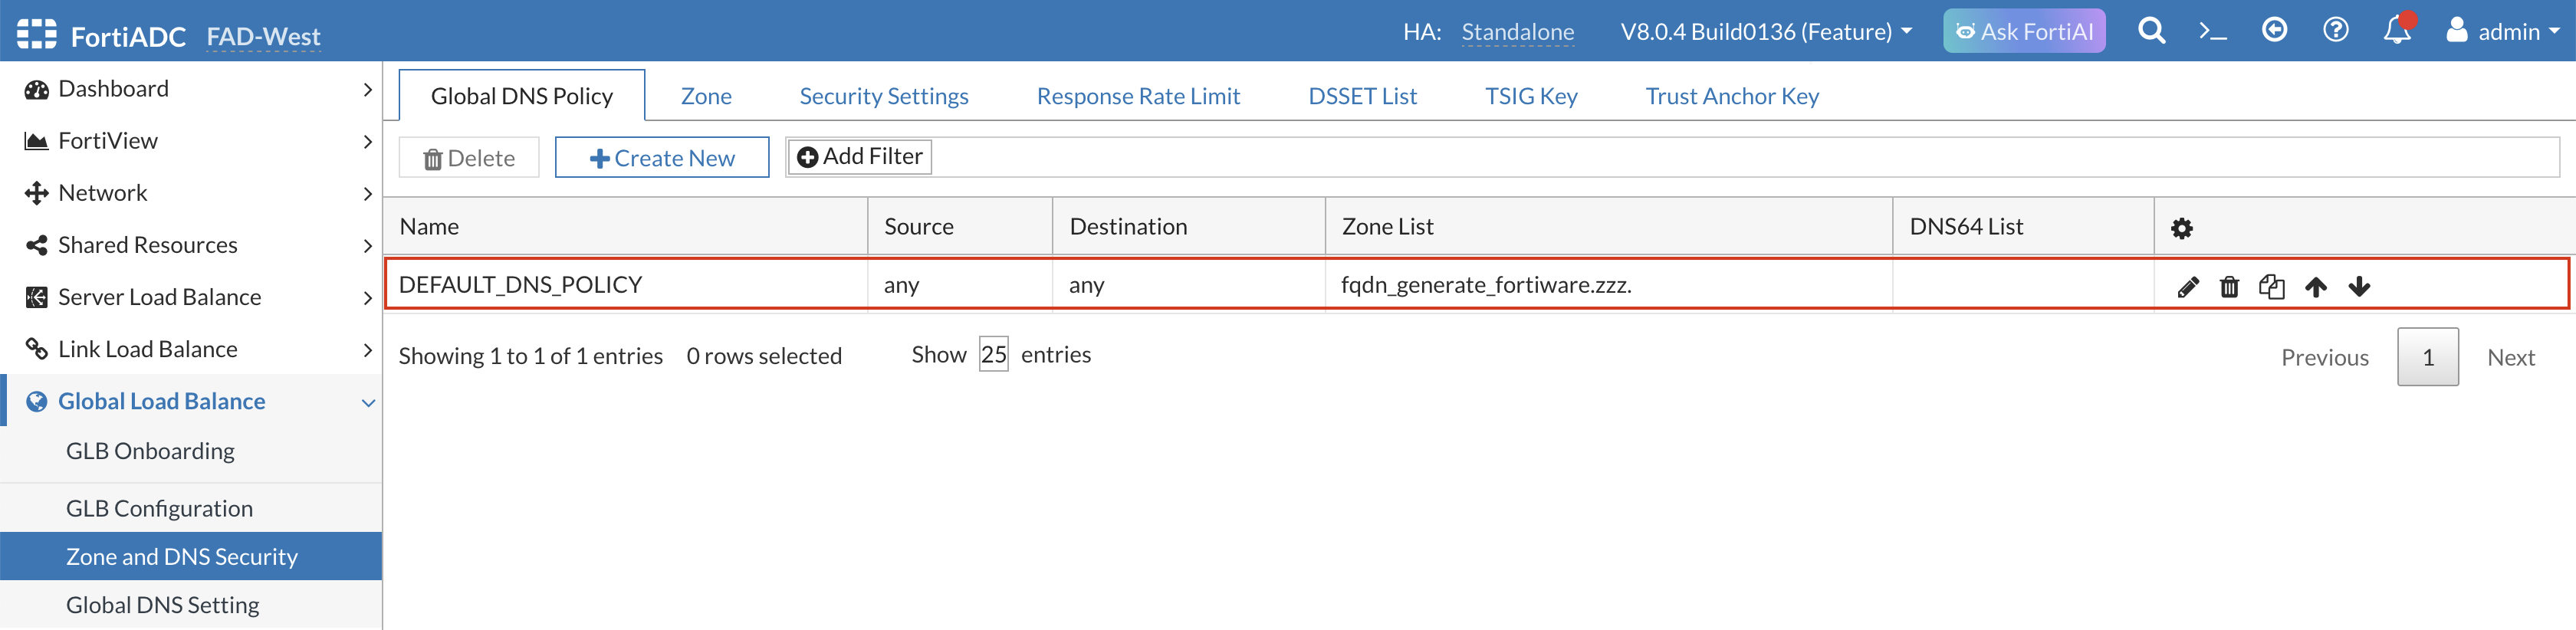 FortiADC FAD-West HA: Standalone V8.0.4 Build0136 (Feature) Ask FortiAI admin
Dashboard
FortiView
Network
Shared Resources
Server Load Balance
Link Load Balance
Global Load Balance
GLB Onboarding
GLB Configuration
Zone and DNS Security
Global DNS Setting
Global DNS Policy Zone Security Settings Response Rate Limit DSSET List TSIG Key Trust Anchor Key
Delete Create New Add Filter
Name Source Destination Zone List DNS64 List
DEFAULT_DNS_POLICY any any fqdn_generate_fortiware.zzz.
Showing 1 to 1 of 1 entries 0 rows selected Show 25 entries Previous 1 Next